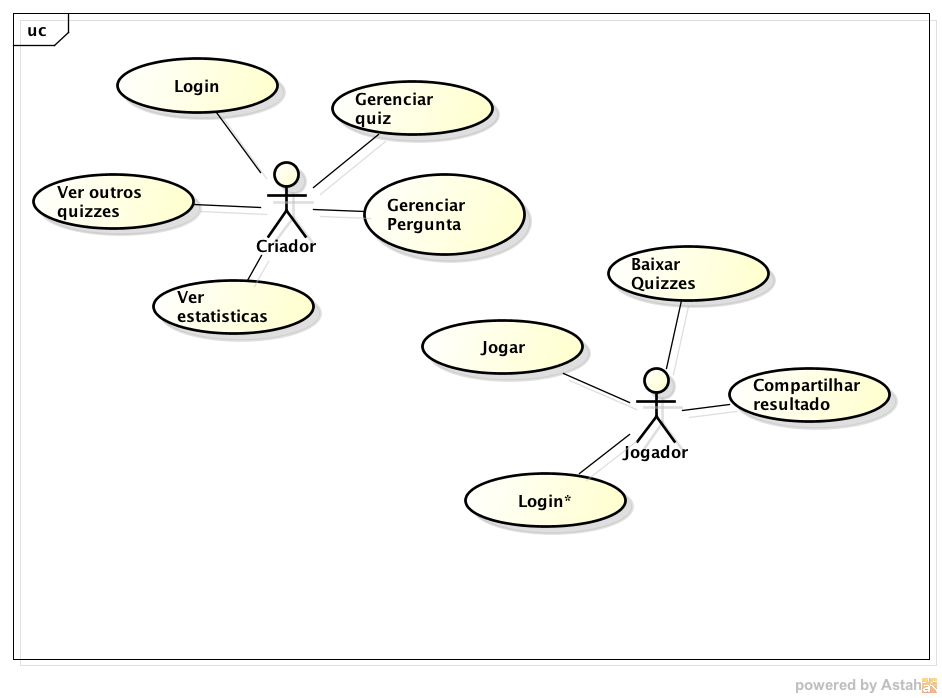 uc
Login
Gerenciar
quiz
Ver outros
quizzes
Gerenciar
Pergunta
Criador
Ver
estatisticas
Baixar
Quizzes
Jogar
Compartilhar
resultado
Jogador
Login*
powered by Astah